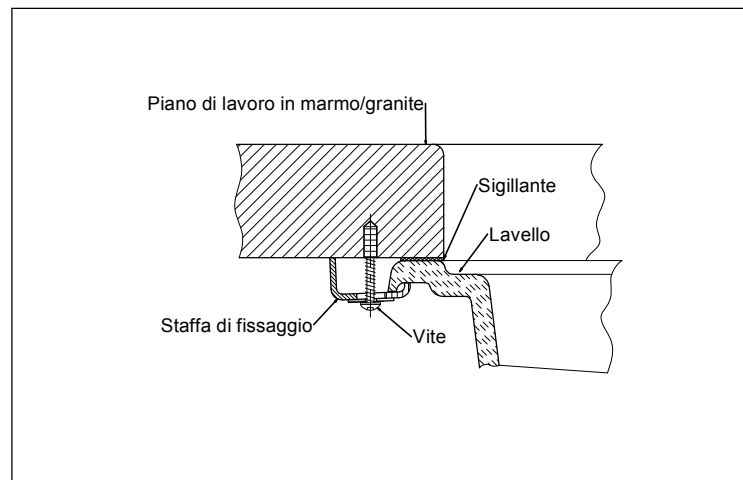 Piano di lavoro in marmo/granite
Sigillante
Lavello
Staffa di fissaggio
Vite